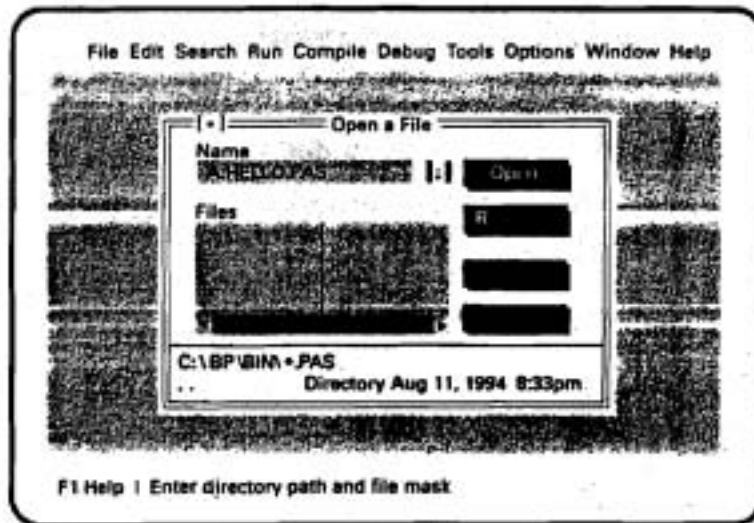 File Edit Search Run Compile Debug Tools Options Window Help
Open a File
Name
A:HELLO.PAS
Open
Files
R
C:\BP\BIN\*.PAS
.. Directory Aug 11, 1994 8:33pm
F1 Help | Enter directory path and file mask